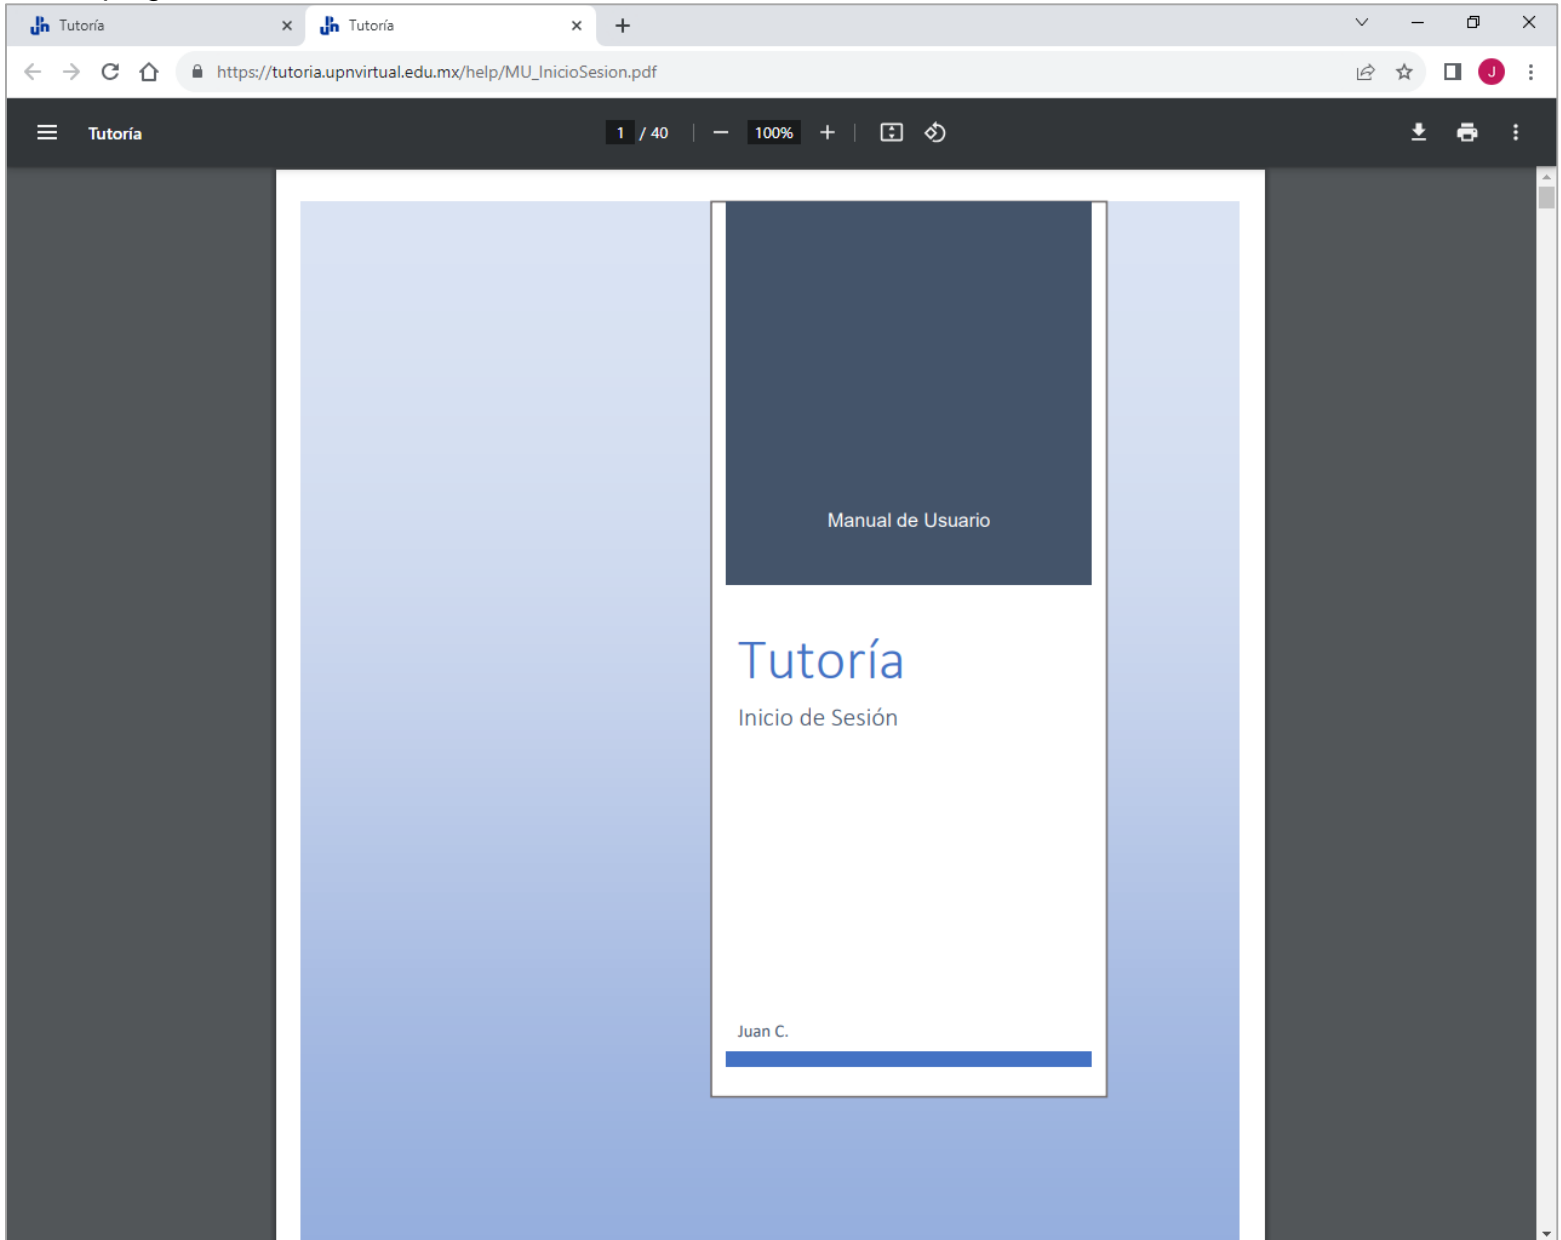 Tutoría
Tutoría
https://tutoria.upnvirtual.edu.mx/help/MU_InicioSesion.pdf
J
Tutoría
1 / 40
100%
Manual de Usuario
Tutoría
Inicio de Sesión
Juan C.